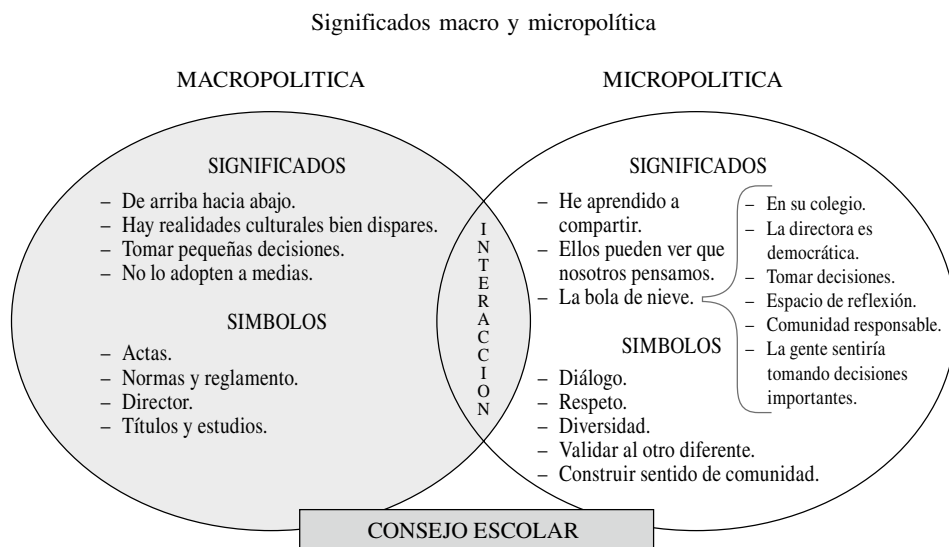 Significados macro y micropolítica
MACROPOLITICA
SIGNIFICADOS
– De arriba hacia abajo.
– Hay realidades culturales bien dispares.
– Tomar pequeñas decisiones.
– No lo adopten a medias.
SIMBOLOS
– Actas.
– Normas y reglamento.
– Director.
– Títulos y estudios.
INTERACCION
MICROPOLITICA
SIGNIFICADOS
– He aprendido a
compartir.
– Ellos pueden ver que
nosotros pensamos.
– La bola de nieve.
– En su colegio.
– La directora es
democrática.
– Tomar decisiones.
– Espacio de reflexión.
– Comunidad responsable.
– La gente sentiría
tomando decisiones
importantes.
SIMBOLOS
– Diálogo.
– Respeto.
– Diversidad.
– Validar al otro diferente.
– Construir sentido de comunidad.
CONSEJO ESCOLAR